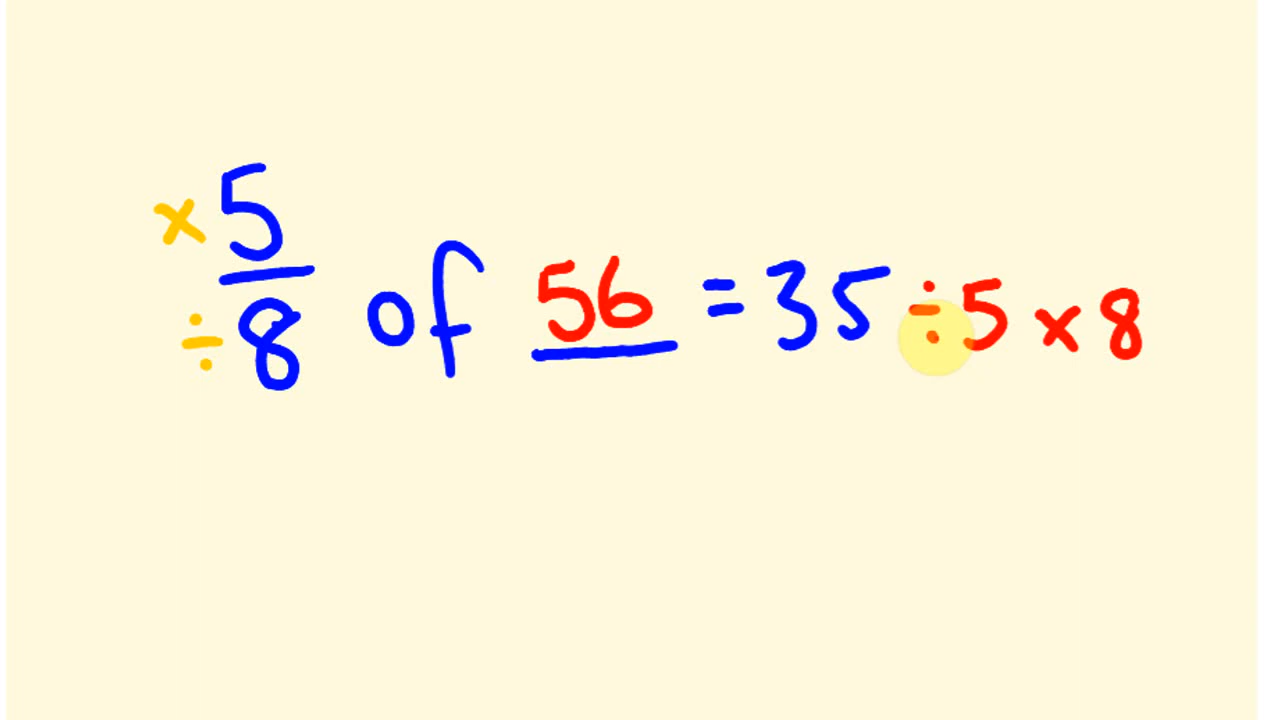 × 5
÷ 8 of 56 = 35 ÷ 5 × 8